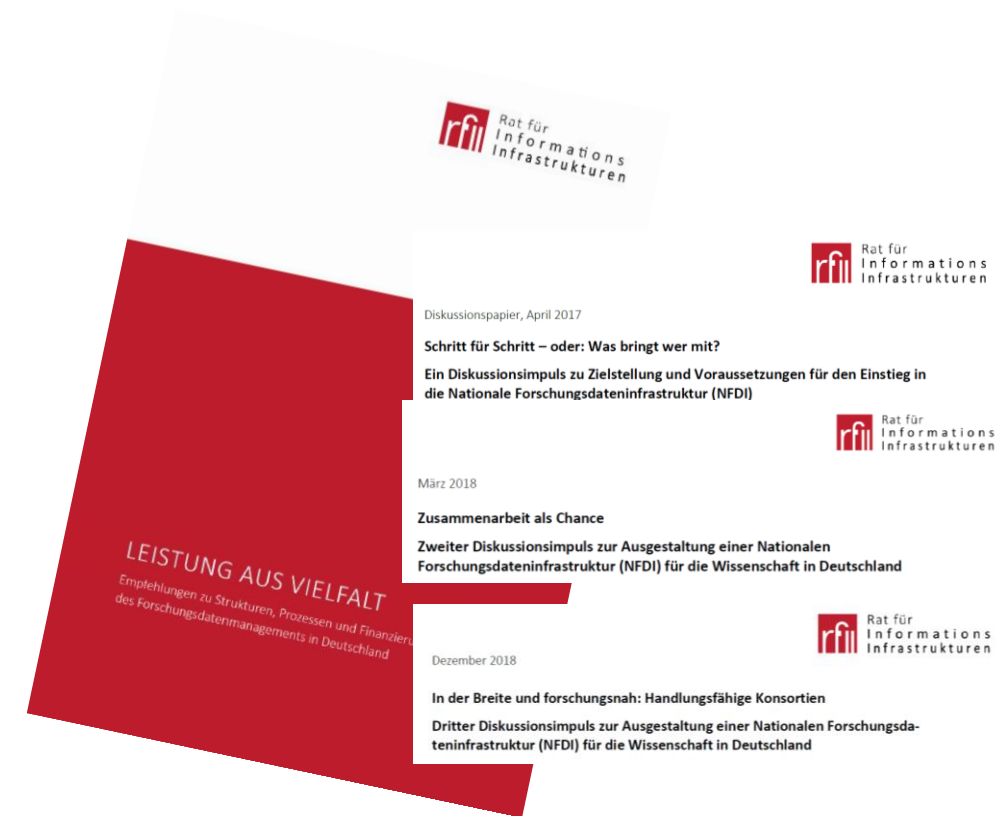 rfii
Rat für
Informations
Infrastrukturen
LEISTUNG AUS VIELFALT
Empfehlungen zu Strukturen, Prozessen und
des Forschungsdatenmanagements in Deutschland
rfii
Rat für
Informations
Infrastrukturen
Diskussionspapier, April 2017
Schritt für Schritt – oder: Was bringt wer mit?
Ein Diskussionsimpuls zu Zielstellung und Voraussetzungen für den Einstieg in
die Nationale Forschungsdateninfrastruktur (NFDI)
rfii
Rat für
Informations
Infrastrukturen
März 2018
Zusammenarbeit als Chance
Zweiter Diskussionsimpuls zur Ausgestaltung einer Nationalen
Forschungsdateninfrastruktur (NFDI) für die Wissenschaft in Deutschland
rfii
Rat für
Informations
Infrastrukturen
Dezember 2018
In der Breite und forschungsnah: Handlungsfähige Konsortien
Dritter Diskussionsimpuls zur Ausgestaltung einer Nationalen Forschungsda-
teninfrastruktur (NFDI) für die Wissenschaft in Deutschland